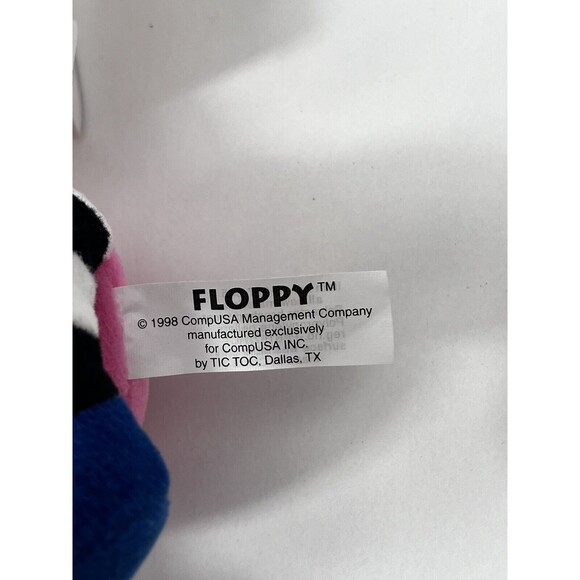 FLOPPY™
© 1998 CompUSA Management Company
manufactured exclusively
for CompUSA INC.
by TIC TOC, Dallas, TX